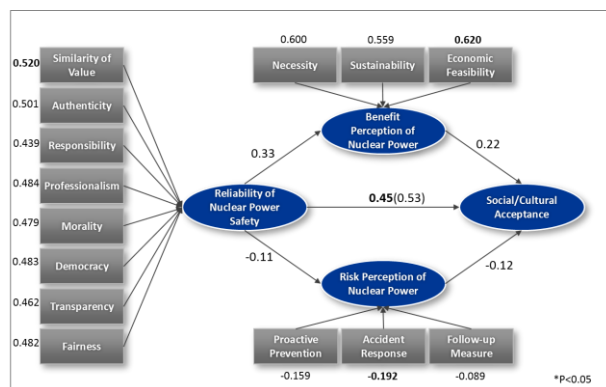 0.520
Similarity of
Value
0.501
Authenticity
0.439
Responsibility
0.484
Professionalism
0.479
Morality
0.483
Democracy
0.462
Transparency
0.482
Fairness
0.600
0.559
0.620
Necessity
Sustainability
Economic
Feasibility
Benefit
Perception of
Nuclear Power
0.33
0.22
Reliability of
Nuclear Power
Safety
0.45(0.53)
Social/Cultural
Acceptance
-0.11
-0.12
Risk Perception of
Nuclear Power
Proactive
Prevention
Accident
Response
Follow-up
Measure
-0.159
-0.192
-0.089
*P<0.05